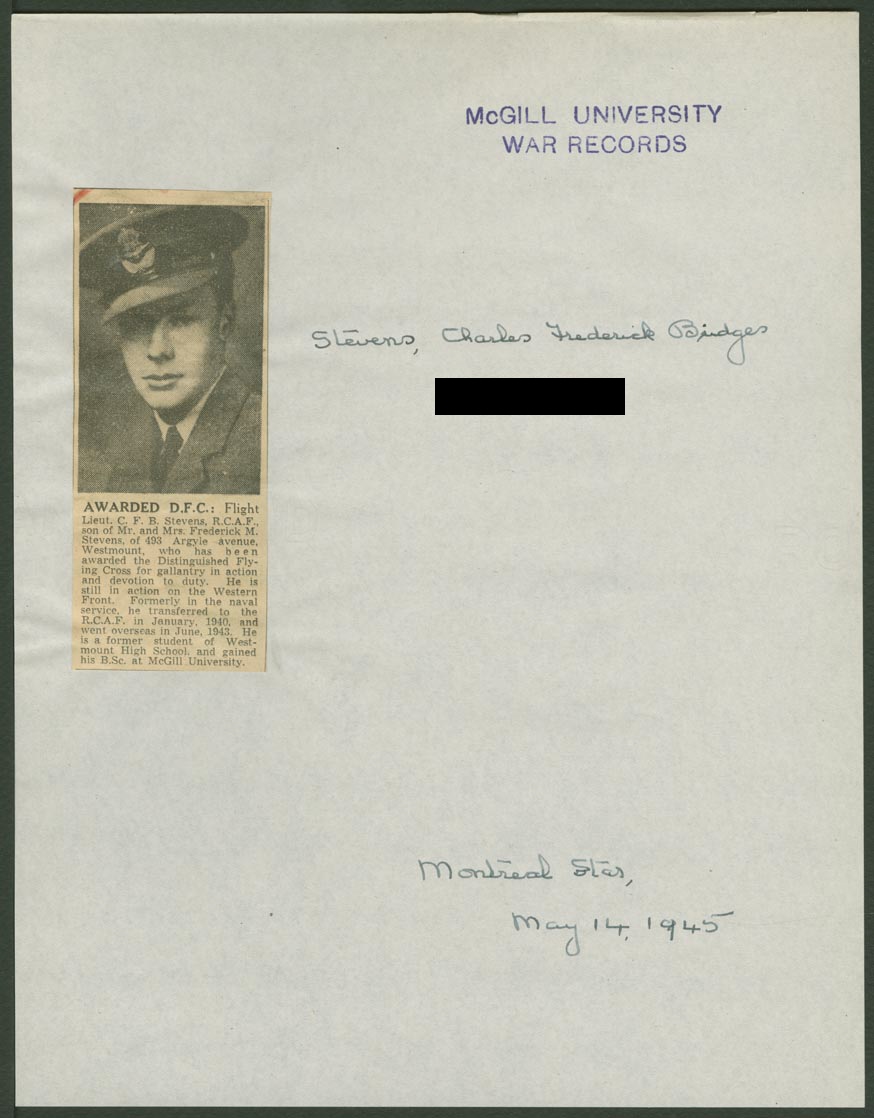 McGILL UNIVERSITY
WAR RECORDS
Stevens, Charles Frederick Bridges
AWARDED D.F.C.: Flight
Lieut. C. F. B. Stevens, R.C.A.F.,
son of Mr. and Mrs. Frederick M.
Stevens, of 493 Argyle avenue,
Westmount, who has been
awarded the Distinguished Fly-
ing Cross for gallantry in action
and devotion to duty. He is
still in action on the Western
Front. Formerly in the naval
service, he transferred to the
R.C.A.F. in January, 1940, and
went overseas in June, 1943. He
is a former student of West-
mount High School, and gained
his B.Sc. at McGill University.
Montreal Star,
May 14, 1945